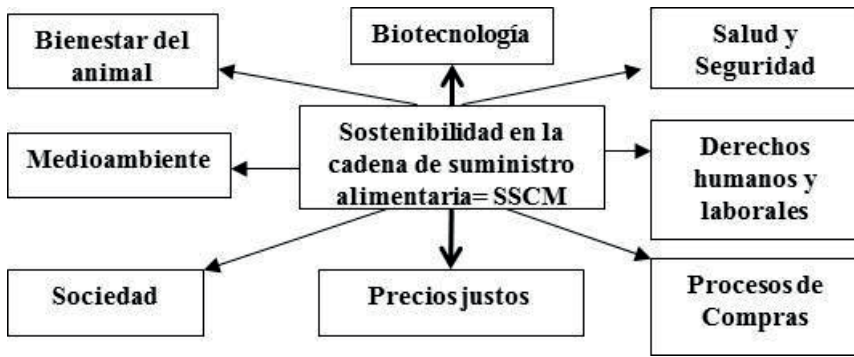 Bienestar del
animal
Biotecnología
Salud y
Seguridad
Medioambiente
Sostenibilidad en la
cadena de suministro
alimentaria= SSCM
Derechos
humanos y
laborales
Sociedad
Precios justos
Procesos de
Compras